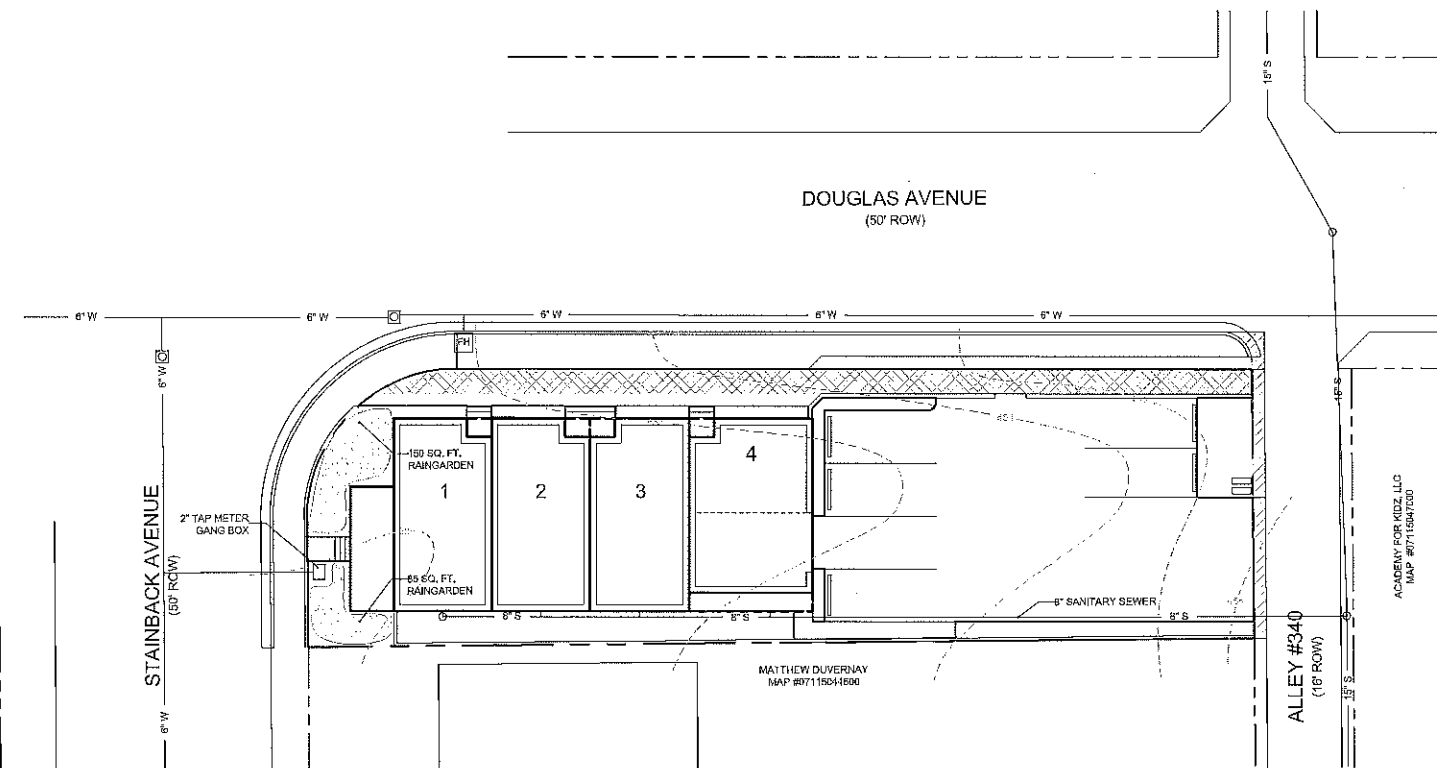 15" S
DOUGLAS AVENUE
(50' ROW)
6" W
6" W
6" W
6" W
6" W
6" W
FH
15" S
150 SQ. FT.
RAINGARDEN
1
2
3
4
STAINBACK AVENUE
(50' ROW)
2" TAP METER
GANG BOX
85 SQ. FT.
RAINGARDEN
8" S
8" S
8" SANITARY SEWER
8" S
ACADEMY FOR KIDZ, LLC
MATTHEW DUVERNAY
ALLEY #340
(16' ROW)
15" S
6" W